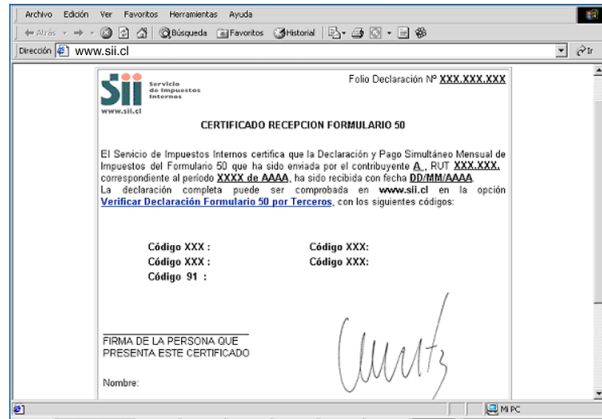 Archivo Edición Ver Favoritos Herramientas Ayuda
Atrás Búsqueda Favoritos Historial
Dirección www.sii.cl Ir
sii Servicio
de Impuestos
Internos
www.sii.cl
Folio Declaración Nº XXX.XXX.XXX
CERTIFICADO RECEPCION FORMULARIO 50
El Servicio de Impuestos Internos certifica que la Declaración y Pago Simultáneo Mensual de
Impuestos del Formulario 50 que ha sido enviada por el contribuyente A , RUT XXX.XXX.
correspondiente al período XXXX de AAAA, ha sido recibida con fecha DD/MM/AAAA.
La declaración completa puede ser comprobada en www.sii.cl en la opción
Verificar Declaración Formulario 50 por Terceros, con los siguientes códigos:
Código XXX : Código XXX:
Código XXX : Código XXX:
Código 91 :
FIRMA DE LA PERSONA QUE
PRESENTA ESTE CERTIFICADO
Nombre:
Mi PC